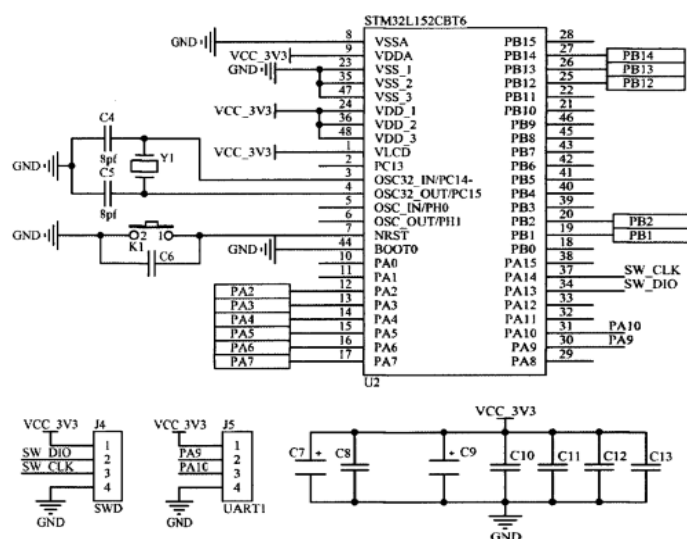 STM32L152CBT6
GND 8 VSSA PB15 28
VCC_3V3 9 VDDA PB14 27 PB14
GND 23 VSS_1 PB13 26 PB13
35 VSS_2 PB12 25 PB12
47 VSS_3 PB11 22
VCC_3V3 24 VDD_1 PB10 21
36 VDD_2 PB9 46
48 VDD_3 PB8 45
VCC_3V3 1 VLCD PB7 43
2 PC13 PB6 42
3 OSC32_IN/PC14- PB5 41
4 OSC32_OUT/PC15 PB4 40
5 OSC_IN/PH0 PB3 39
6 OSC_OUT/PH1 PB2 20 PB2
7 NRST PB1 19 PB1
GND 44 BOOT0 PB0 18
10 PA0 PA15 38
11 PA1 PA14 37 SW_CLK
PA2 12 PA2 PA13 34 SW_DIO
PA3 13 PA3 PA12 33
PA4 14 PA4 PA11 32
PA5 15 PA5 PA10 31 PA10
PA6 16 PA6 PA9 30 PA9
PA7 17 PA7 PA8 29
U2
C4
8pf
Y1
GND
C5
8pf
GND
2 1
K1
C6
VCC_3V3 J4
1
SW_DIO 2
SW_CLK 3
4
GND SWD
VCC_3V3 J5
1
PA9 2
PA10 3
4
GND UART1
VCC_3V3
C7 + C8 + C9 C10 C11 C12 C13
GND